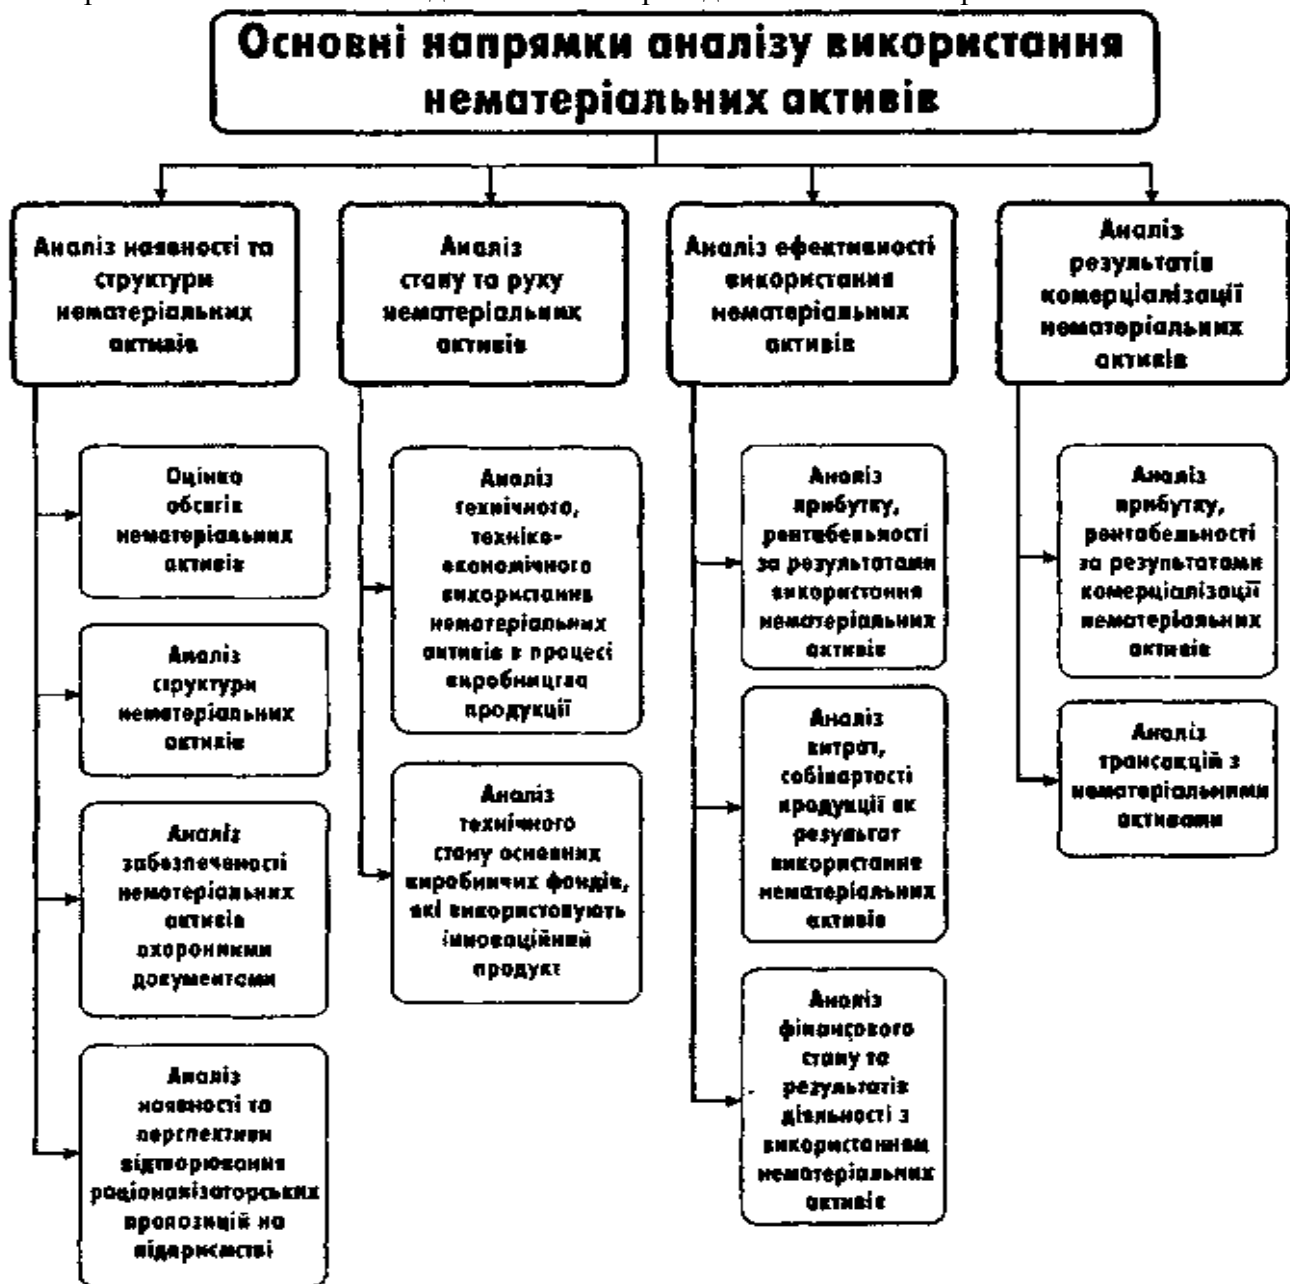 Основні напрямки аналізу використання
нематеріальних активів
Аналіз наявності та
структури
нематеріальних
активів
Аналіз
стану та руху
нематеріальних
активів
Аналіз ефективності
використання
нематеріальних
активів
Аналіз
результатів
комерціалізації
нематеріальних
активів
Оцінка
обсягів
нематеріальних
активів
Аналіз
структури
нематеріальних
активів
Аналіз
забезпеченості
нематеріальних
активів
охоронними
документами
Аналіз
наявності та
перспективи
відтворювання
раціоналізаторських
пропозицій на
підприємстві
Аналіз
технічного,
техніко-
економічного
використання
нематеріальних
активів в процесі
виробництва
продукції
Аналіз
технічного
стану основних
виробничих фондів,
які використовують
інноваційний
продукт
Аналіз
прибутку,
рентабельності
за результатами
використання
нематеріальних
активів
Аналіз
витрат,
собівартості
продукції як
результат
використання
нематеріальних
активів
Аналіз
фінансового
стану та
результатів
діяльності з
використанням
нематеріальних
активів
Аналіз
прибутку,
рентабельності
за результатами
комерціалізації
нематеріальних
активів
Аналіз
трансакцій з
нематеріальними
активами